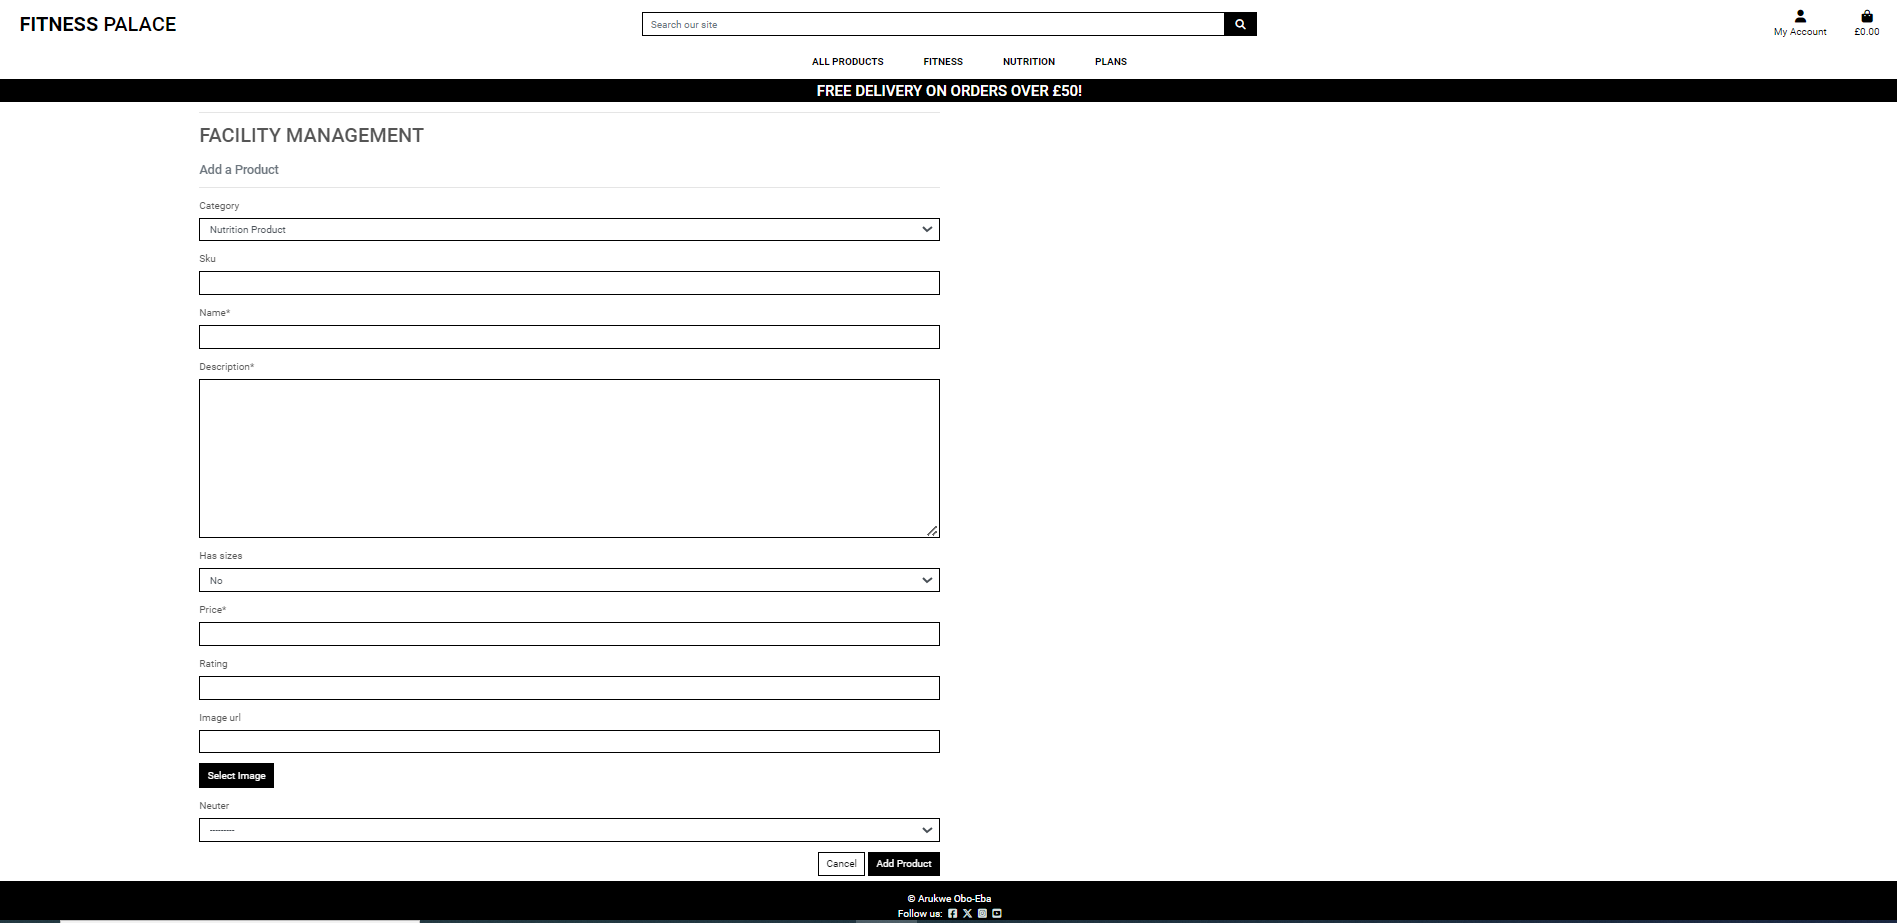 FITNESS PALACE
Search our site
My Account
£0.00
ALL PRODUCTS FITNESS NUTRITION PLANS
FREE DELIVERY ON ORDERS OVER £50!
FACILITY MANAGEMENT
Add a Product
Category
Nutrition Product
Sku
Name*
Description*
Has sizes
No
Price*
Rating
Image url
Select Image
Neuter
---------
Cancel Add Product
© Arukwe Obo-Eba
Follow us: